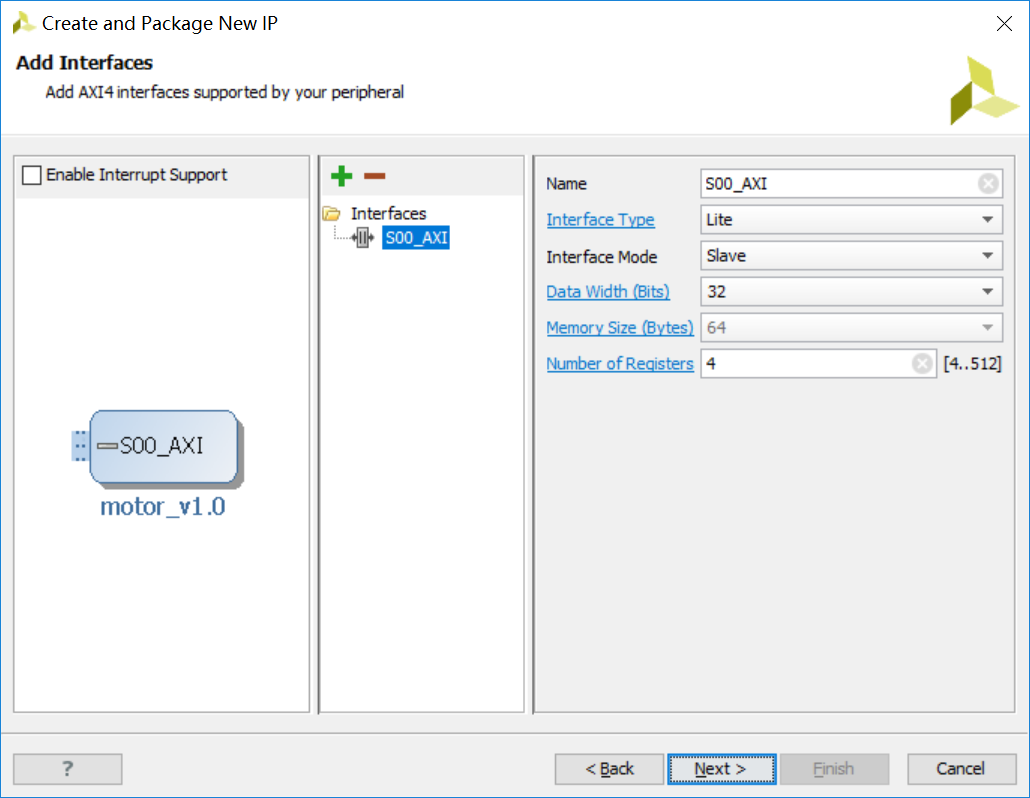 Create and Package New IP
Add Interfaces
Add AXI4 interfaces supported by your peripheral
Enable Interrupt Support
S00_AXI
motor_v1.0
Interfaces
S00_AXI
Name S00_AXI
Interface Type Lite
Interface Mode Slave
Data Width (Bits) 32
Memory Size (Bytes) 64
Number of Registers 4 [4..512]
? < Back Next > Finish Cancel